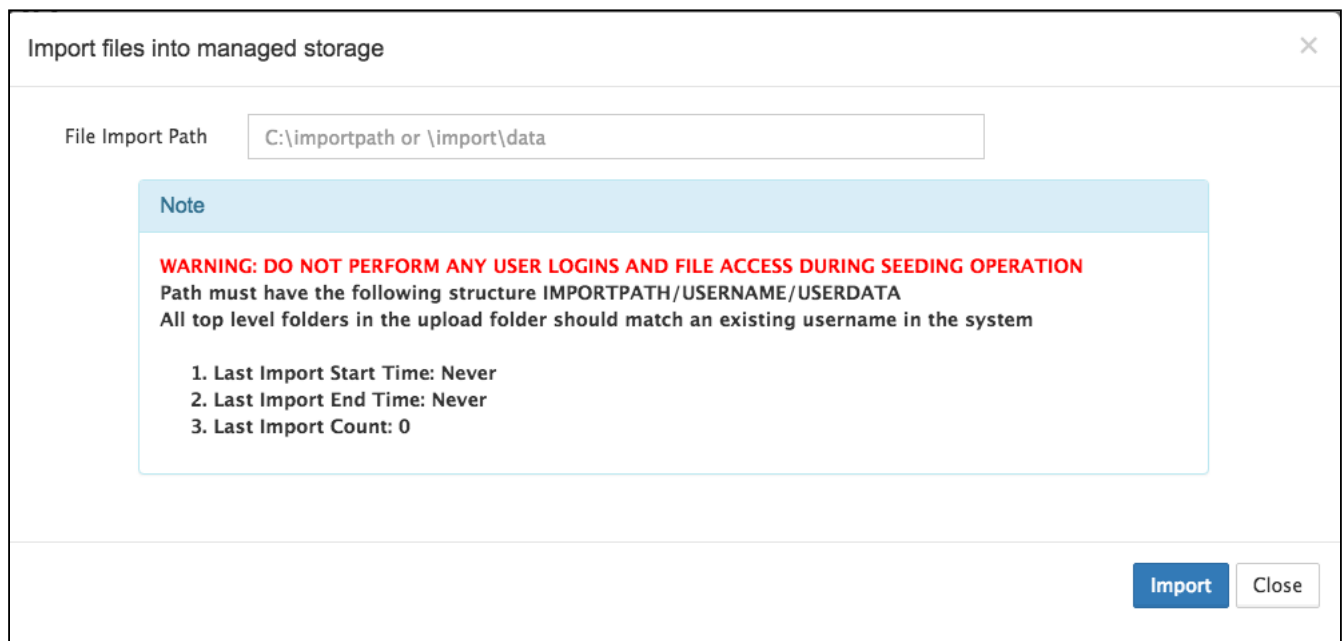 Import files into managed storage
×
File Import Path
C:\importpath or \import\data
Note
WARNING: DO NOT PERFORM ANY USER LOGINS AND FILE ACCESS DURING SEEDING OPERATION
Path must have the following structure IMPORTPATH/USERNAME/USERDATA
All top level folders in the upload folder should match an existing username in the system
1. Last Import Start Time: Never
2. Last Import End Time: Never
3. Last Import Count: 0
Import
Close